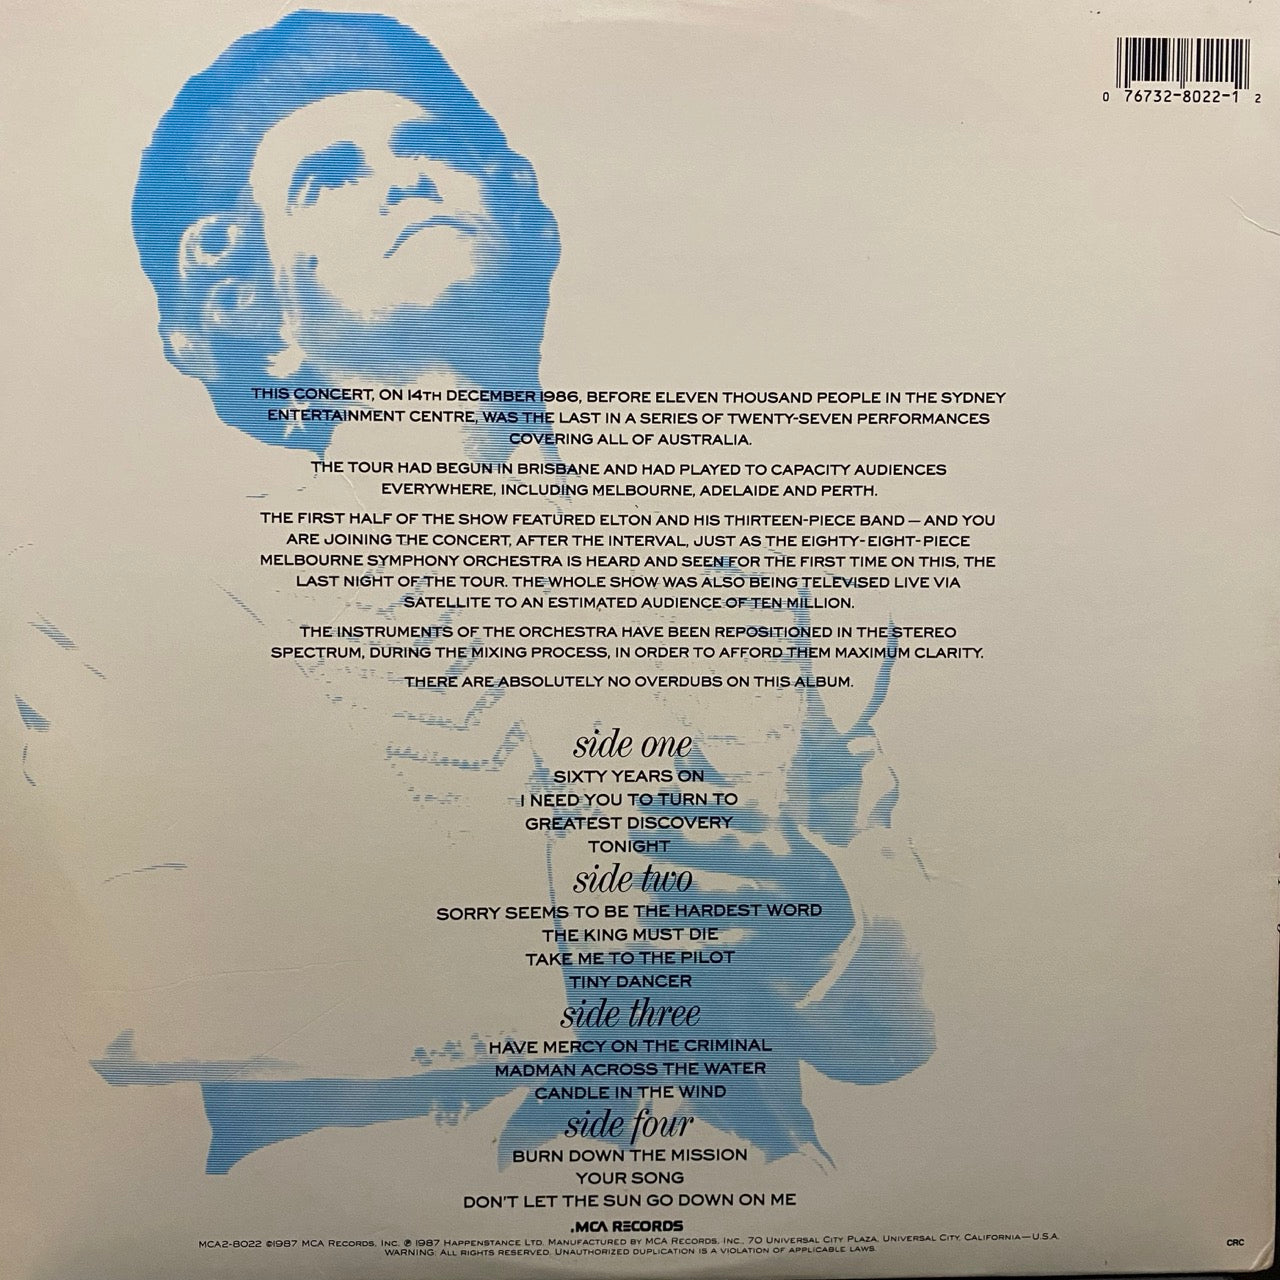 0 76732-8022-1 2
THIS CONCERT, ON 14TH DECEMBER 1986, BEFORE ELEVEN THOUSAND PEOPLE IN THE SYDNEY
ENTERTAINMENT CENTRE, WAS THE LAST IN A SERIES OF TWENTY-SEVEN PERFORMANCES
COVERING ALL OF AUSTRALIA.
THE TOUR HAD BEGUN IN BRISBANE AND HAD PLAYED TO CAPACITY AUDIENCES
EVERYWHERE, INCLUDING MELBOURNE, ADELAIDE AND PERTH.
THE FIRST HALF OF THE SHOW FEATURED ELTON AND HIS THIRTEEN-PIECE BAND — AND YOU
ARE JOINING THE CONCERT, AFTER THE INTERVAL, JUST AS THE EIGHTY-EIGHT-PIECE
MELBOURNE SYMPHONY ORCHESTRA IS HEARD AND SEEN FOR THE FIRST TIME ON THIS, THE
LAST NIGHT OF THE TOUR. THE WHOLE SHOW WAS ALSO BEING TELEVISED LIVE VIA
SATELLITE TO AN ESTIMATED AUDIENCE OF TEN MILLION.
THE INSTRUMENTS OF THE ORCHESTRA HAVE BEEN REPOSITIONED IN THE STEREO
SPECTRUM, DURING THE MIXING PROCESS, IN ORDER TO AFFORD THEM MAXIMUM CLARITY.
THERE ARE ABSOLUTELY NO OVERDUBS ON THIS ALBUM.
side one
SIXTY YEARS ON
I NEED YOU TO TURN TO
GREATEST DISCOVERY
TONIGHT
side two
SORRY SEEMS TO BE THE HARDEST WORD
THE KING MUST DIE
TAKE ME TO THE PILOT
TINY DANCER
side three
HAVE MERCY ON THE CRIMINAL
MADMAN ACROSS THE WATER
CANDLE IN THE WIND
side four
BURN DOWN THE MISSION
YOUR SONG
DON'T LET THE SUN GO DOWN ON ME
.MCA RECORDS
MCA2-8022 ©1987 MCA RECORDS, INC. ℗ 1987 HAPPENSTANCE LTD. MANUFACTURED BY MCA RECORDS, INC., 70 UNIVERSAL CITY PLAZA, UNIVERSAL CITY, CALIFORNIA—U.S.A.
WARNING: ALL RIGHTS RESERVED. UNAUTHORIZED DUPLICATION IS A VIOLATION OF APPLICABLE LAWS.
CRC